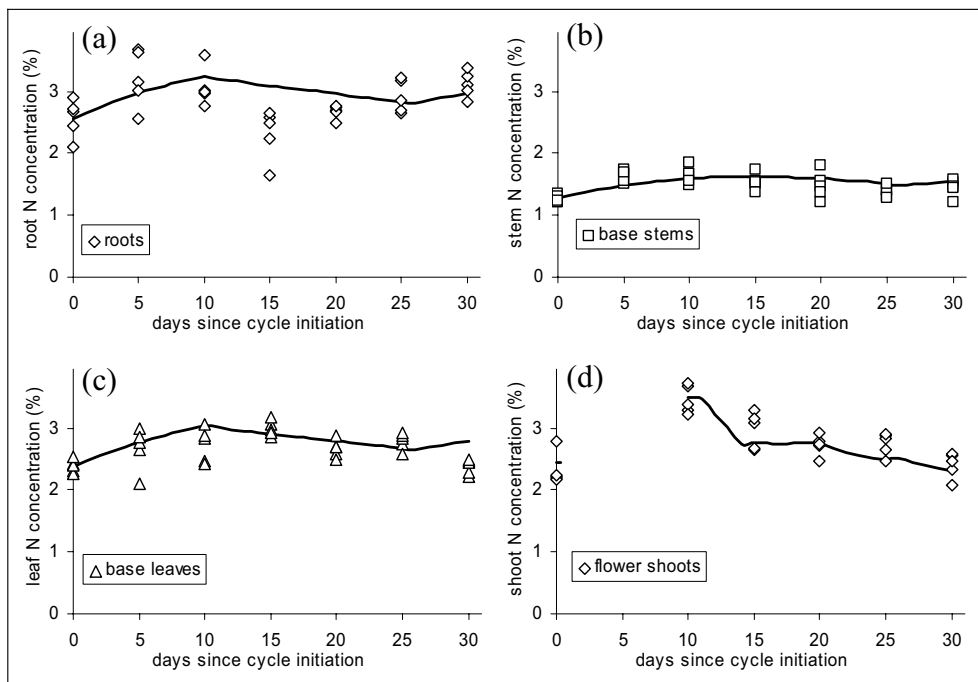 (a)
root N concentration (%)
3
2
1
0
roots
0 5 10 15 20 25 30
days since cycle initiation
(b)
stem N concentration (%)
3
2
1
0
base stems
0 5 10 15 20 25 30
days since cycle initiation
(c)
leaf N concentration (%)
3
2
1
0
base leaves
0 5 10 15 20 25 30
days since cycle initiation
(d)
shoot N concentration (%)
3
2
1
0
flower shoots
0 5 10 15 20 25 30
days since cycle initiation